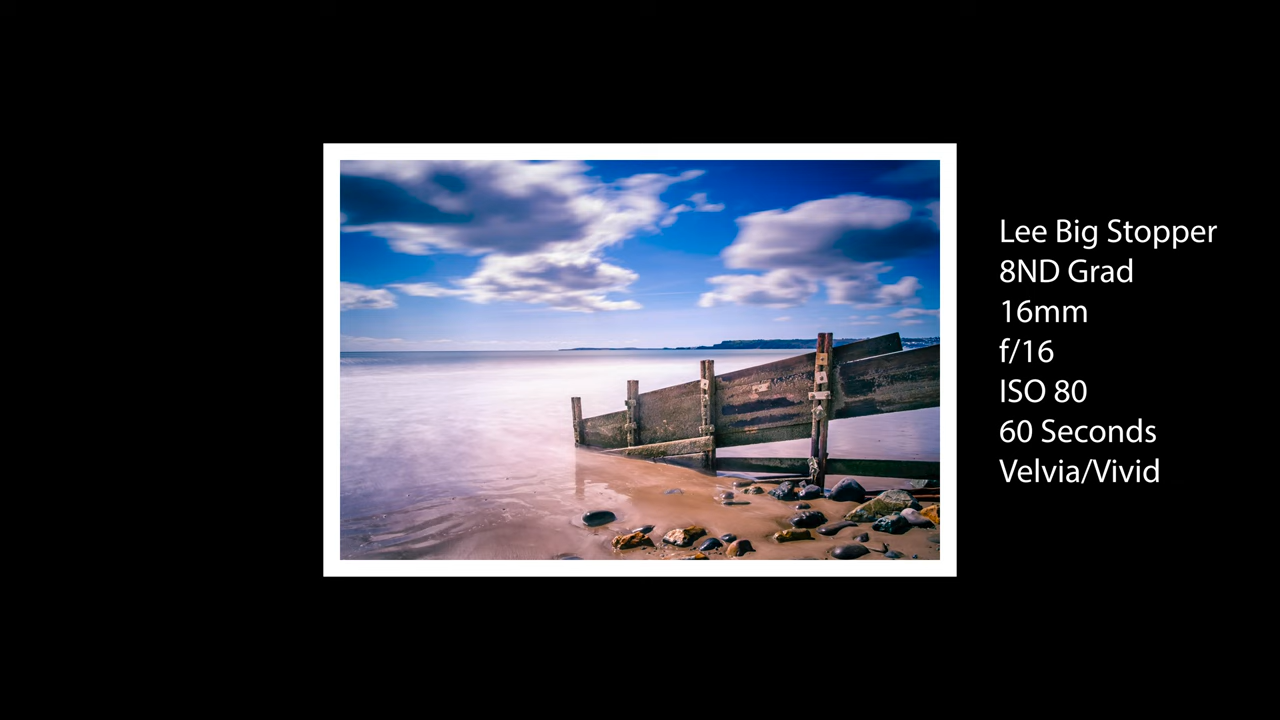 Lee Big Stopper
8ND Grad
16mm
f/16
ISO 80
60 Seconds
Velvia/Vivid